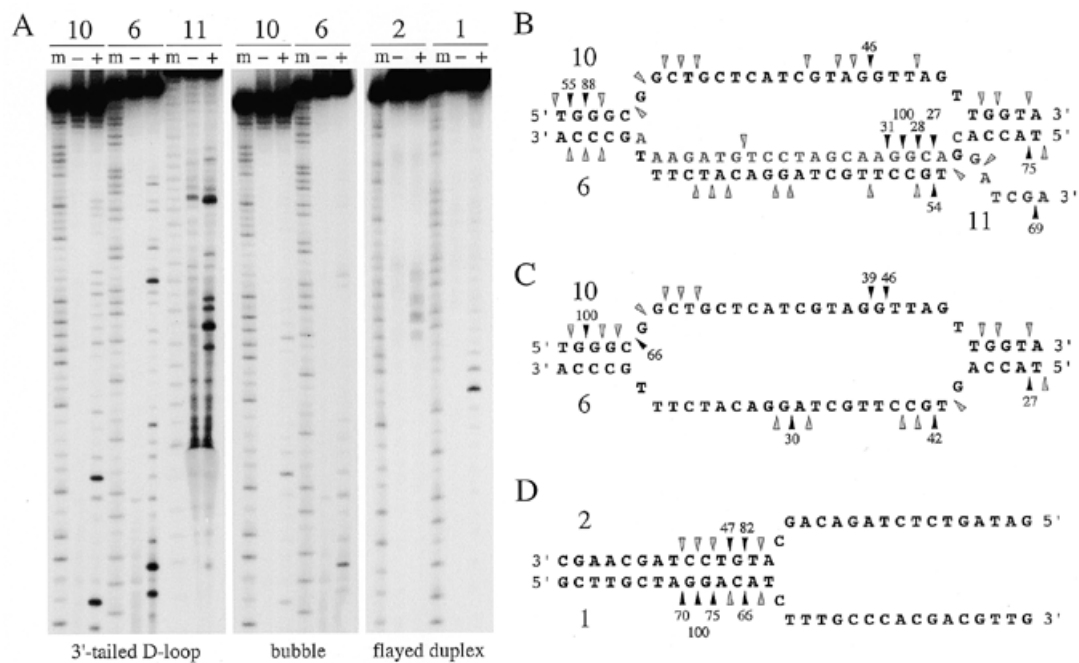 A
10 6 11 10 6 2 1
m − + m − + m − + m − + m − + m − + m − +
3'-tailed D-loop bubble flayed duplex
B
10
46
G C T G C T C A T C G T A G G T T A G
G T
55 88
5' T G G G C T G G T A 3'
3' A C C C G A C A C C A T 5'
31 100 28 27
T A A G A T G T C C T A G C A A G G C A G G A
T T C T A C A G G A T C G T T C C G T
75
6
54
T C G A 3'
11
69
C
10
39 46
G C T G C T C A T C G T A G G T T A G
G T
100
66
5' T G G G C T G G T A 3'
3' A C C C G A C C A T 5'
T G
27
6
T T C T A C A G G A T C G T T C C G T
30 42
D
2
G A C A G A T C T C T G A T A G 5'
47 82
C
3' C G A A C G A T C C T G T A
5' G C T T G C T A G G A C A T
C
1
70 75 66
100
T T T G C C C A C G A C G T T G 3'